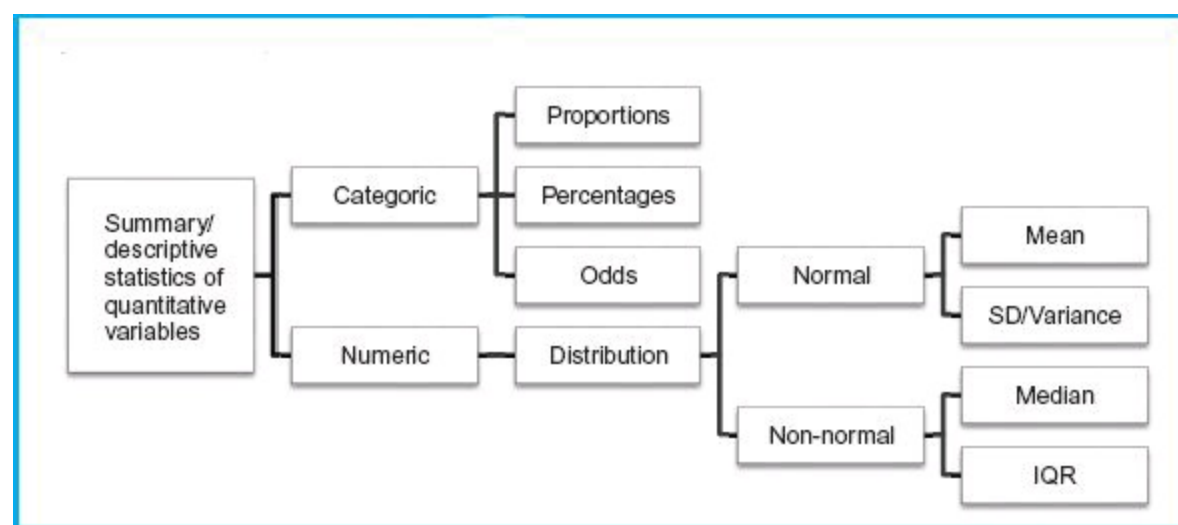 Summary/
descriptive
statistics of
quantitative
variables
Categoric
Numeric
Proportions
Percentages
Odds
Distribution
Normal
Non-normal
Mean
SD/Variance
Median
IQR